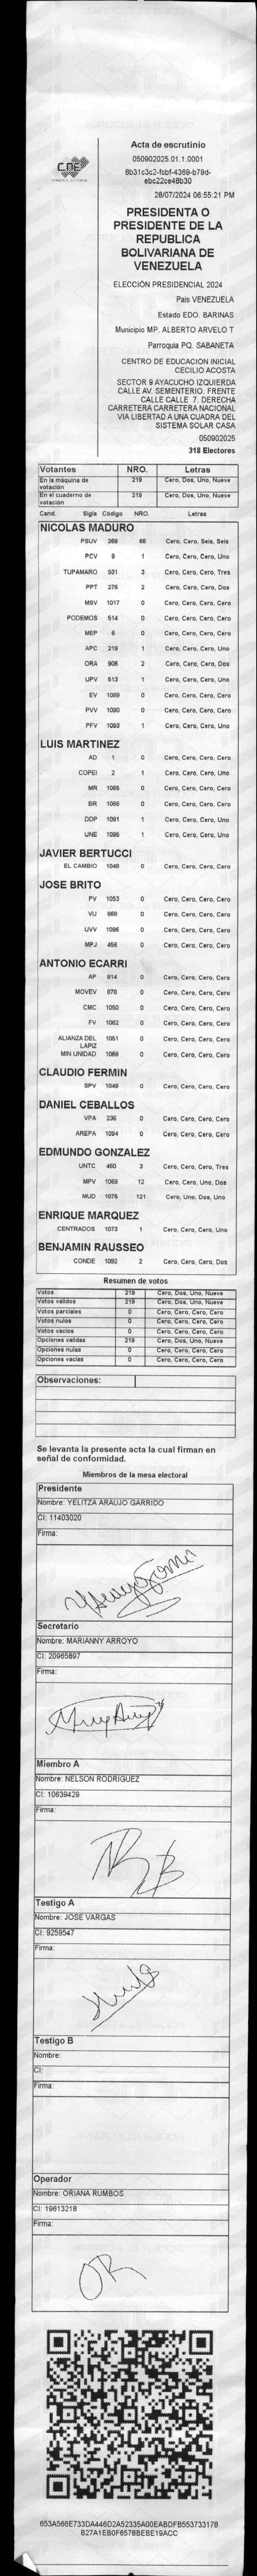 CNE
Acta de escrutinio
050902025.01.1.0001
8b31c3c2-fcbf-4369-b79d-
ebc22ce48b30
28/07/2024 06:55:21 PM
PRESIDENTA O
PRESIDENTE DE LA
REPUBLICA
BOLIVARIANA DE
VENEZUELA
ELECCIÓN PRESIDENCIAL 2024
Pais VENEZUELA
Estado EDO. BARINAS
Municipio MP. ALBERTO ARVELO T
Parroquia PQ. SABANETA
CENTRO DE EDUCACION INICIAL
CECILIO ACOSTA
SECTOR 9 AYACUCHO IZQUIERDA
CALLE AV. SEMENTERIO. FRENTE
CALLE CALLE 7. DERECHA
CARRETERA CARRETERA NACIONAL
VIA LIBERTAD A UNA CUADRA DEL
SISTEMA SOLAR CASA
050902025
318 Electores
Votantes NRO. Letras
En la máquina de votación 219 Cero, Dos, Uno, Nueve
En el cuaderno de votación 219 Cero, Dos, Uno, Nueve
Cand. Sigla Código NRO. Letras
NICOLAS MADURO
PSUV 269 66 Cero, Cero, Seis, Seis
PCV 9 1 Cero, Cero, Cero, Uno
TUPAMARO 931 3 Cero, Cero, Cero, Tres
PPT 276 2 Cero, Cero, Cero, Dos
MSV 1017 0 Cero, Cero, Cero, Cero
PODEMOS 514 0 Cero, Cero, Cero, Cero
MEP 6 0 Cero, Cero, Cero, Cero
APC 219 1 Cero, Cero, Cero, Uno
ORA 906 2 Cero, Cero, Cero, Dos
UPV 613 1 Cero, Cero, Cero, Uno
EV 1089 0 Cero, Cero, Cero, Cero
PVV 1090 0 Cero, Cero, Cero, Cero
PFV 1093 1 Cero, Cero, Cero, Uno
LUIS MARTINEZ
AD 1 0 Cero, Cero, Cero, Cero
COPEI 2 1 Cero, Cero, Cero, Uno
MR 1065 0 Cero, Cero, Cero, Cero
BR 1066 0 Cero, Cero, Cero, Cero
DDP 1091 1 Cero, Cero, Cero, Uno
UNE 1095 1 Cero, Cero, Cero, Uno
JAVIER BERTUCCI
EL CAMBIO 1048 0 Cero, Cero, Cero, Cero
JOSE BRITO
PV 1053 0 Cero, Cero, Cero, Cero
VU 868 0 Cero, Cero, Cero, Cero
UVV 1096 0 Cero, Cero, Cero, Cero
MPJ 458 0 Cero, Cero, Cero, Cero
ANTONIO ECARRI
AP 814 0 Cero, Cero, Cero, Cero
MOVEV 878 0 Cero, Cero, Cero, Cero
CMC 1050 0 Cero, Cero, Cero, Cero
FV 1062 0 Cero, Cero, Cero, Cero
ALIANZA DEL LAPIZ 1051 0 Cero, Cero, Cero, Cero
MIN UNIDAD 1068 0 Cero, Cero, Cero, Cero
CLAUDIO FERMIN
SPV 1049 0 Cero, Cero, Cero, Cero
DANIEL CEBALLOS
VPA 236 0 Cero, Cero, Cero, Cero
AREPA 1094 0 Cero, Cero, Cero, Cero
EDMUNDO GONZALEZ
UNTC 460 3 Cero, Cero, Cero, Tres
MPV 1069 12 Cero, Cero, Uno, Dos
MUD 1076 121 Cero, Uno, Dos, Uno
ENRIQUE MARQUEZ
CENTRADOS 1073 1 Cero, Cero, Cero, Uno
BENJAMIN RAUSSEO
CONDE 1092 2 Cero, Cero, Cero, Dos
Resumen de votos
Votos 219 Cero, Dos, Uno, Nueve
Votos validos 219 Cero, Dos, Uno, Nueve
Votos parciales 0 Cero, Cero, Cero, Cero
Votos nulos 0 Cero, Cero, Cero, Cero
Votos vacios 0 Cero, Cero, Cero, Cero
Opciones validas 219 Cero, Dos, Uno, Nueve
Opciones nulas 0 Cero, Cero, Cero, Cero
Opciones vacias 0 Cero, Cero, Cero, Cero
Observaciones:
Se levanta la presente acta la cual firman en
señal de conformidad.
Miembros de la mesa electoral
Presidente
Nombre: YELITZA ARAUJO GARRIDO
CI: 11403020
Firma:
Secretario
Nombre: MARIANNY ARROYO
CI: 20965897
Firma:
Miembro A
Nombre: NELSON RODRIGUEZ
CI: 10639429
Firma:
Testigo A
Nombre: JOSE VARGAS
CI: 9259547
Firma:
Testigo B
Nombre:
CI:
Firma:
Operador
Nombre: ORIANA RUMBOS
CI: 19613218
Firma:
OR
653A566E733DA446D2A52335A00EABDFB553733178
B27A1EB0F6578BEBE19ACC